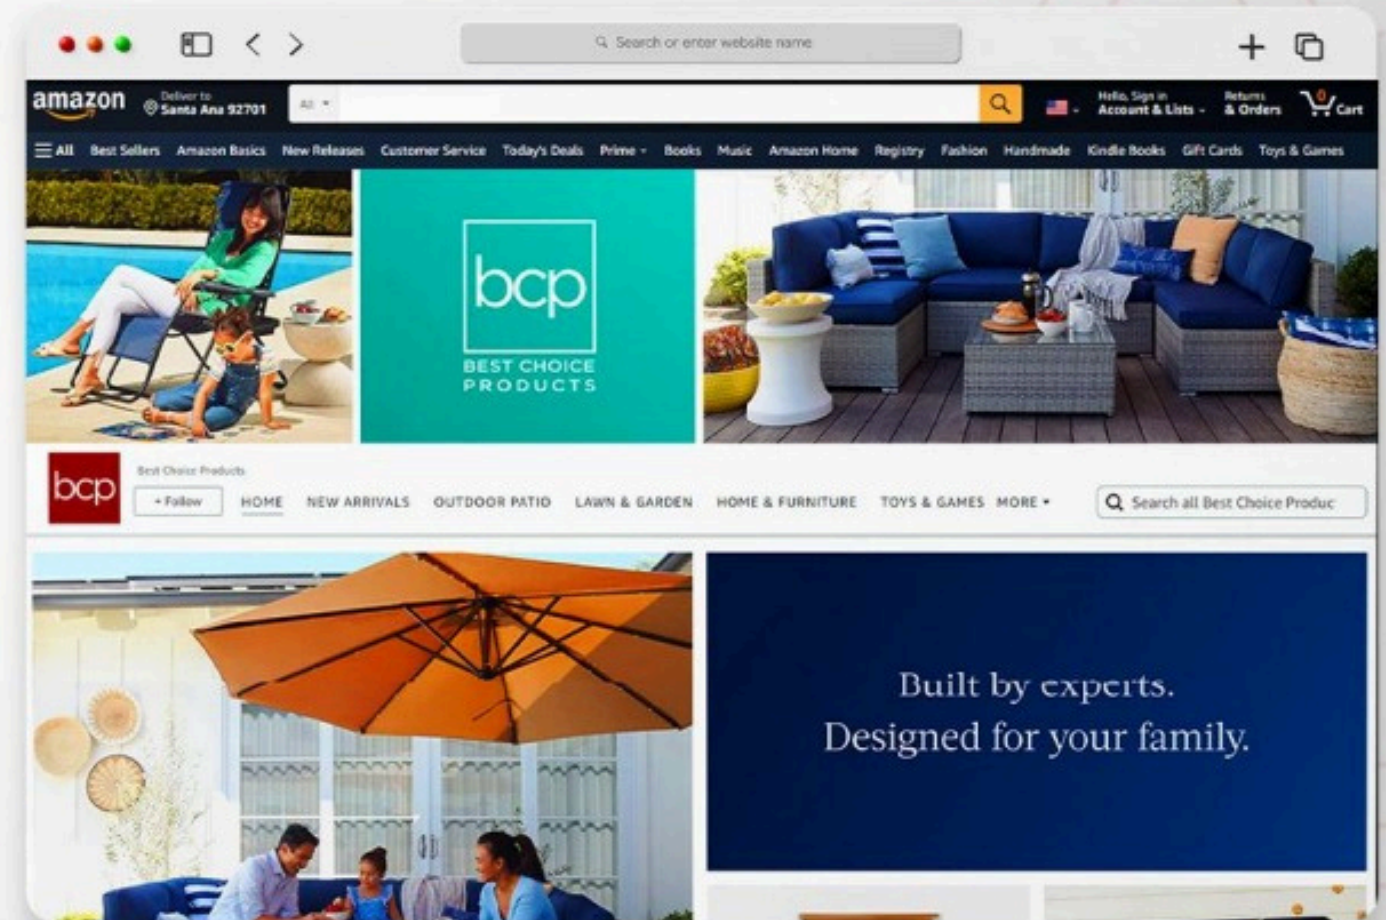 Search or enter website name
amazon
Deliver to
Santa Ana 92701
All
Hello, Sign in
Account & Lists
Returns
& Orders
0
Cart
All Best Sellers Amazon Basics New Releases Customer Service Today's Deals Prime Books Music Amazon Home Registry Fashion Handmade Kindle Books Gift Cards Toys & Games
bcp
BEST CHOICE
PRODUCTS
bcp
Best Choice Products
+ Follow
HOME NEW ARRIVALS OUTDOOR PATIO LAWN & GARDEN HOME & FURNITURE TOYS & GAMES MORE
Search all Best Choice Produc
Built by experts.
Designed for your family.